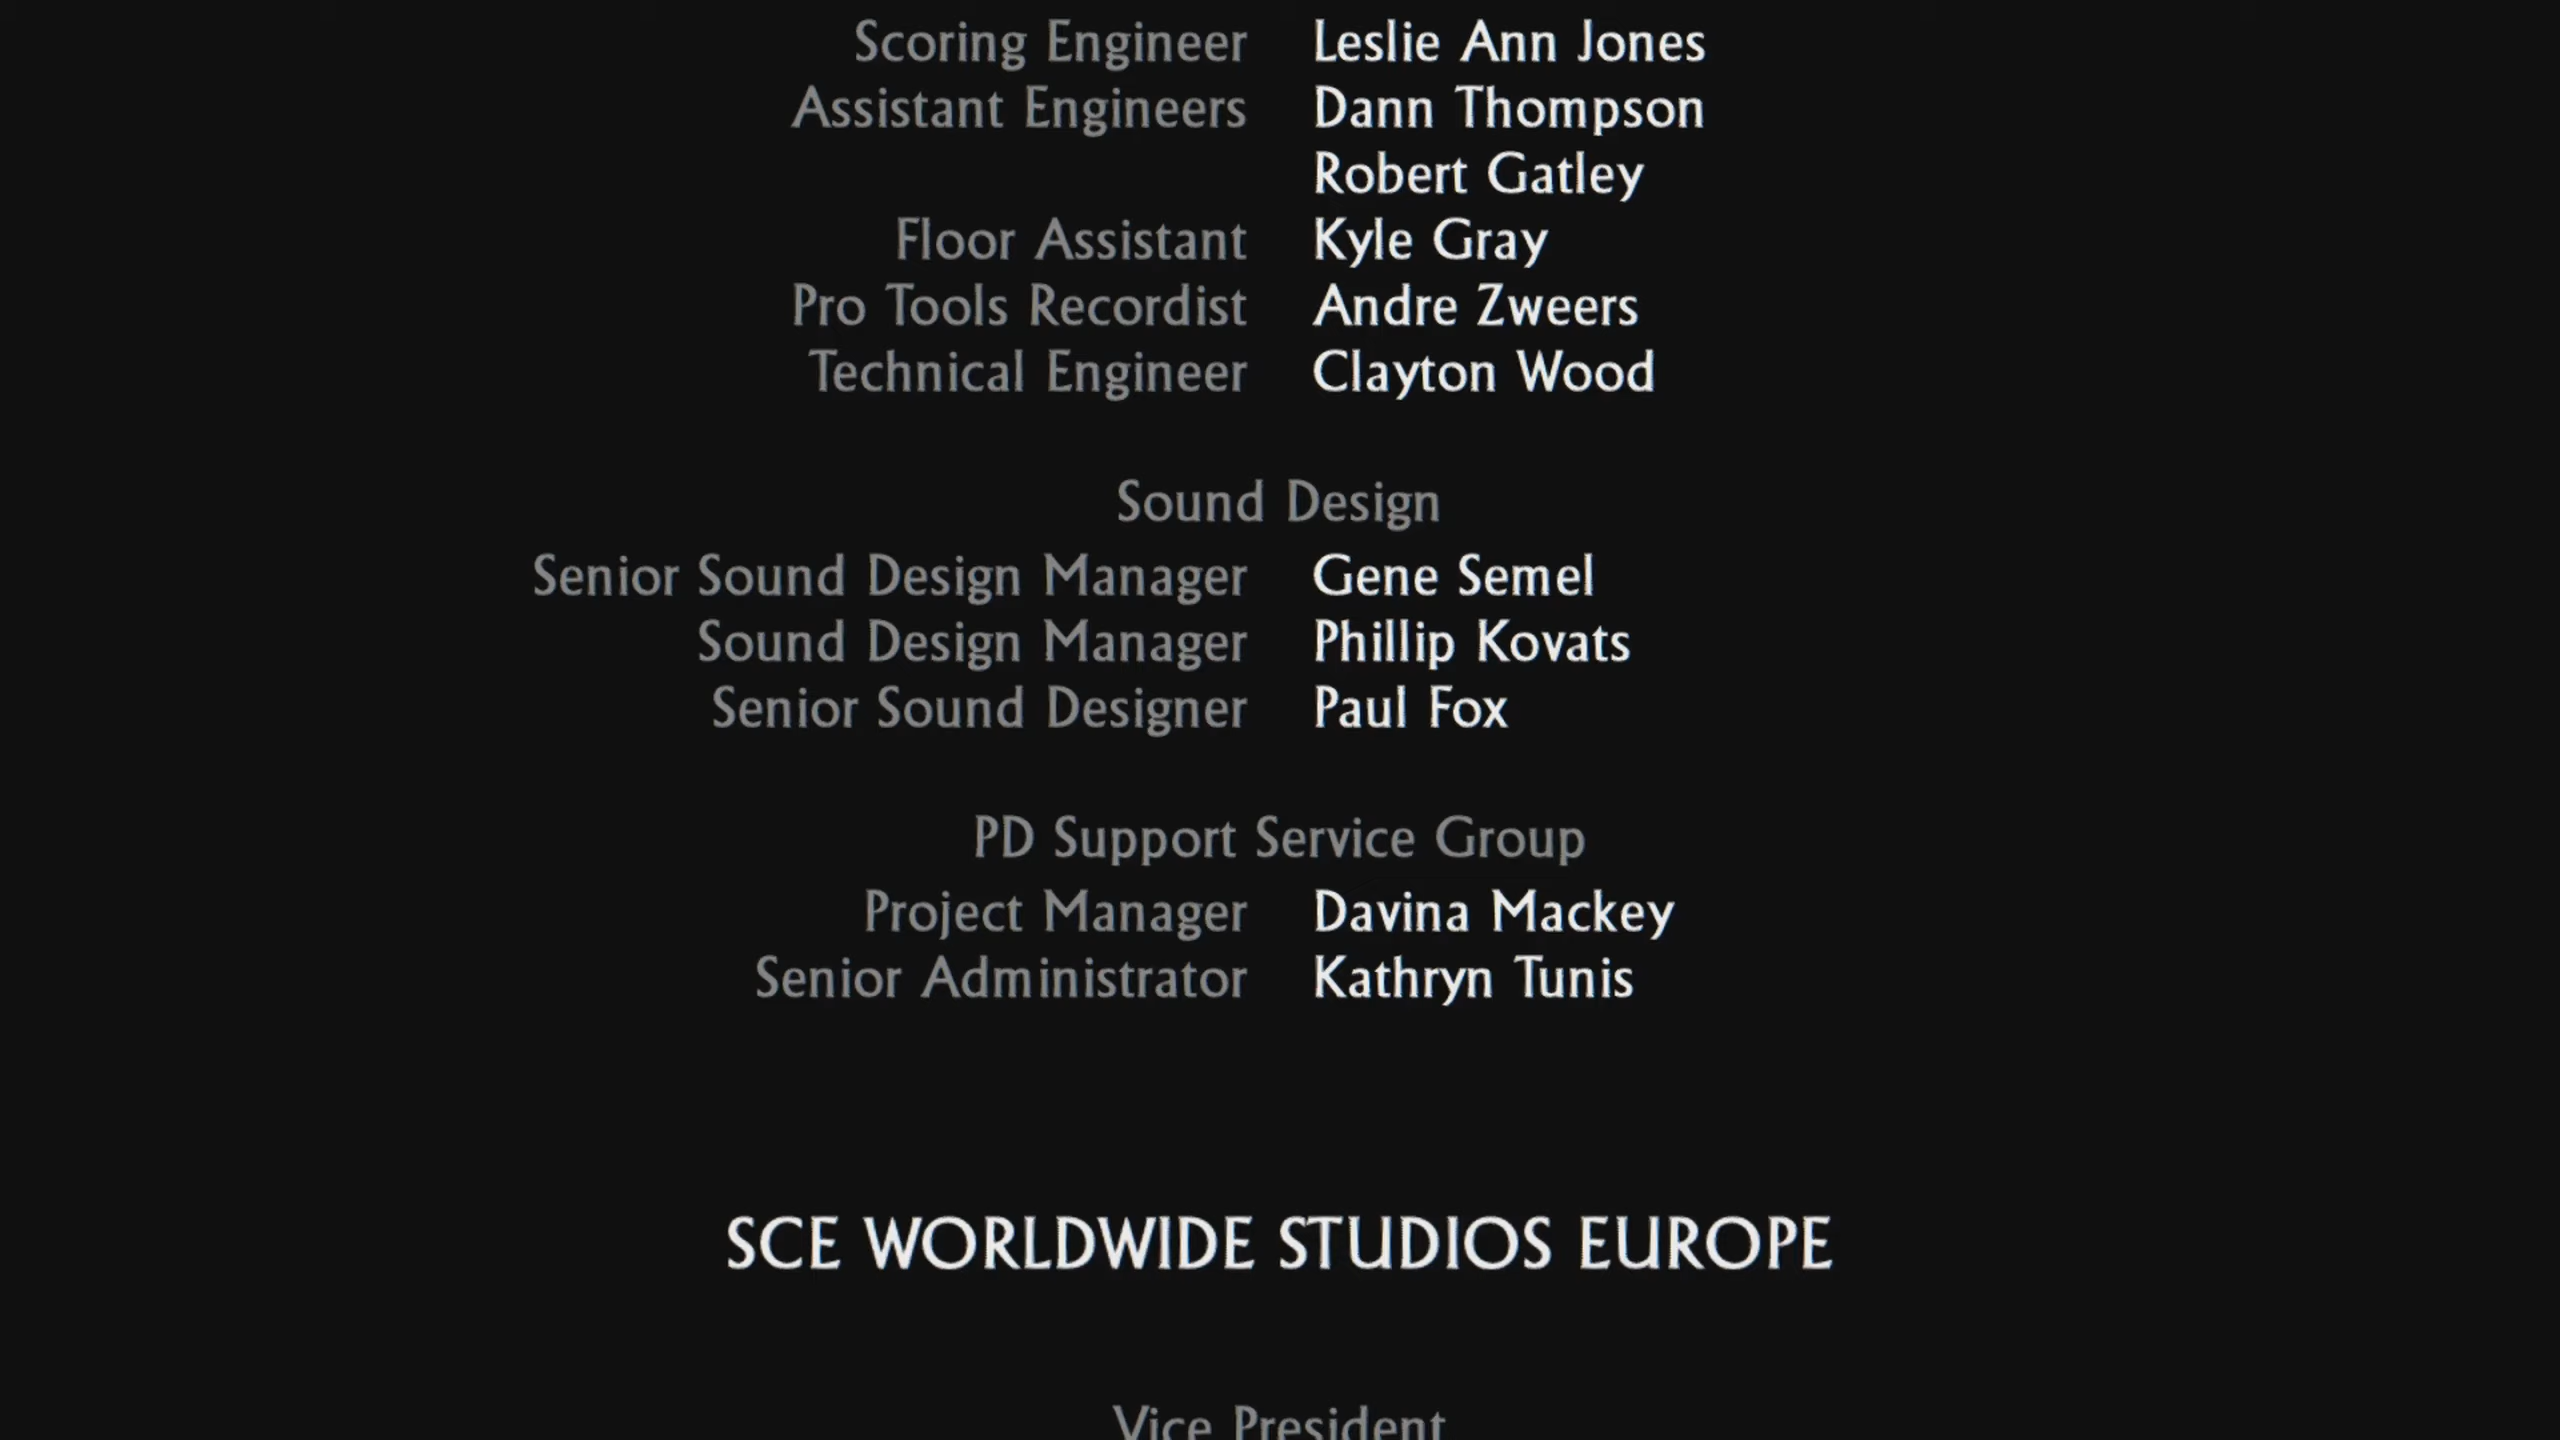 Scoring Engineer Leslie Ann Jones
Assistant Engineers Dann Thompson
Robert Gatley
Floor Assistant Kyle Gray
Pro Tools Recordist Andre Zweers
Technical Engineer Clayton Wood
Sound Design
Senior Sound Design Manager Gene Semel
Sound Design Manager Phillip Kovats
Senior Sound Designer Paul Fox
PD Support Service Group
Project Manager Davina Mackey
Senior Administrator Kathryn Tunis
SCE WORLDWIDE STUDIOS EUROPE
Vice President